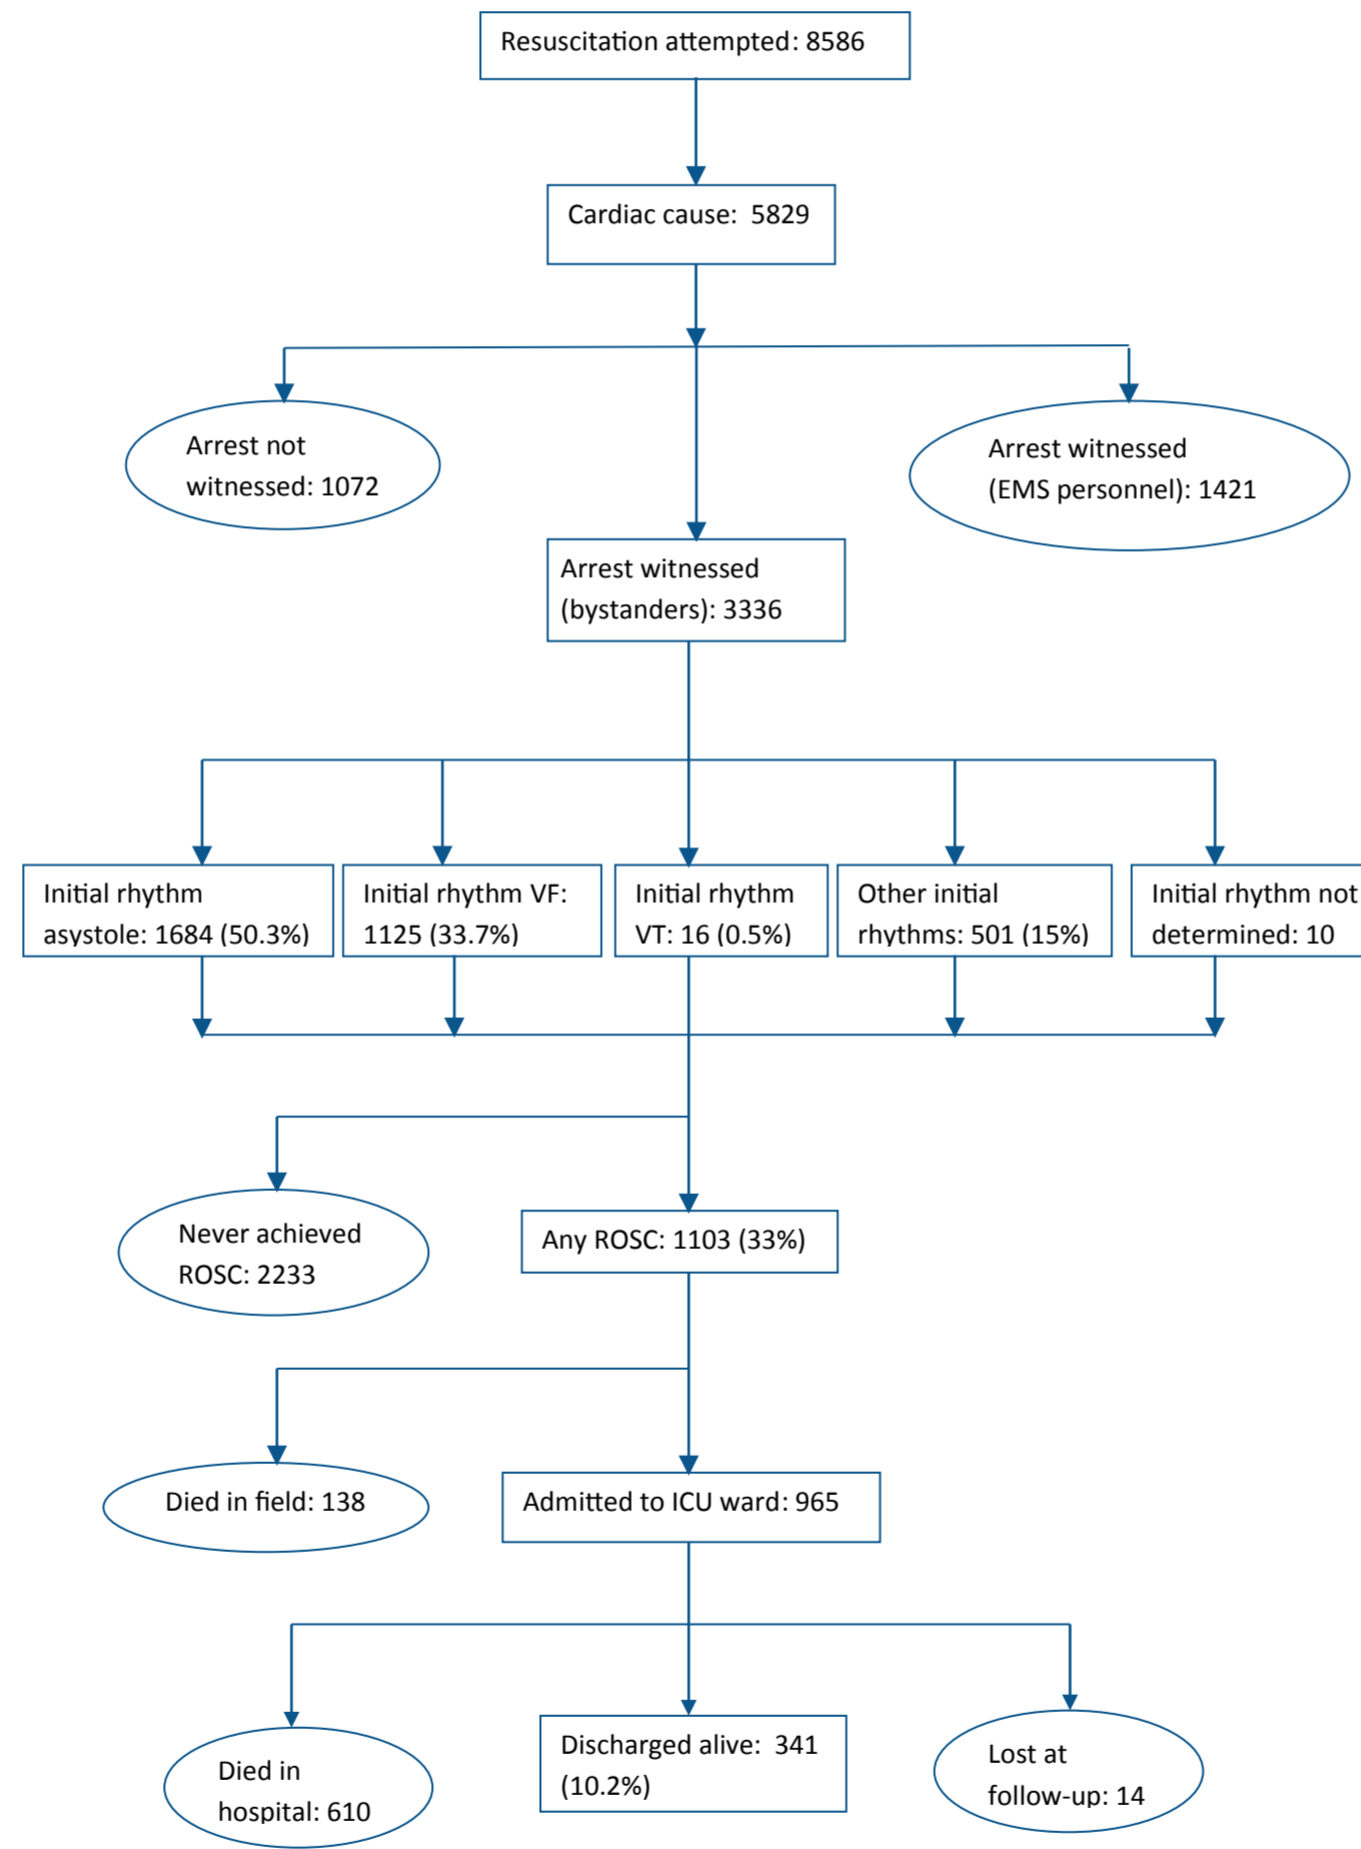 Resuscitation attempted: 8586
Cardiac cause:  5829
Arrest not
witnessed: 1072
Arrest witnessed
(EMS personnel): 1421
Arrest witnessed
(bystanders): 3336
Initial rhythm
asystole: 1684 (50.3%)
Initial rhythm VF:
1125 (33.7%)
Initial rhythm
VT: 16 (0.5%)
Other initial
rhythms: 501 (15%)
Initial rhythm not
determined: 10
Never achieved
ROSC: 2233
Any ROSC: 1103 (33%)
Died in field: 138
Admitted to ICU ward: 965
Died in
hospital: 610
Discharged alive:  341
(10.2%)
Lost at
follow-up: 14